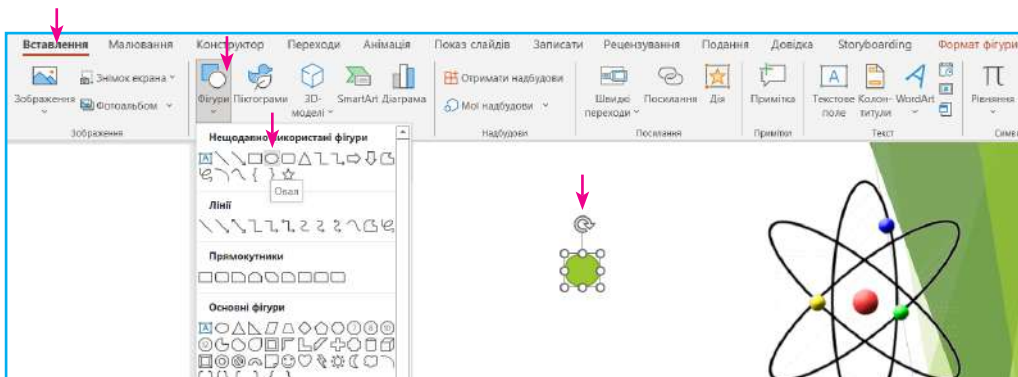 Вставлення Малювання Конструктор Переходи Анімація Показ слайдів Записати Рецензування Подання Довідка Storyboarding Формат фігури
Зображення
Знімок екрана
Фотоальбом
Зображення
Фігури Піктограми 3D-моделі SmartArt Діаграма
Отримати надбудови
Мої надбудови
Надбудови
Швидкі переходи Посилання Дія
Посилання
Примітка
Примітки
Текстове поле Колон-титули WordArt
Текст
Рівняння
Нещодавно використані фігури
Овал
Лінії
Прямокутники
Основні фігури